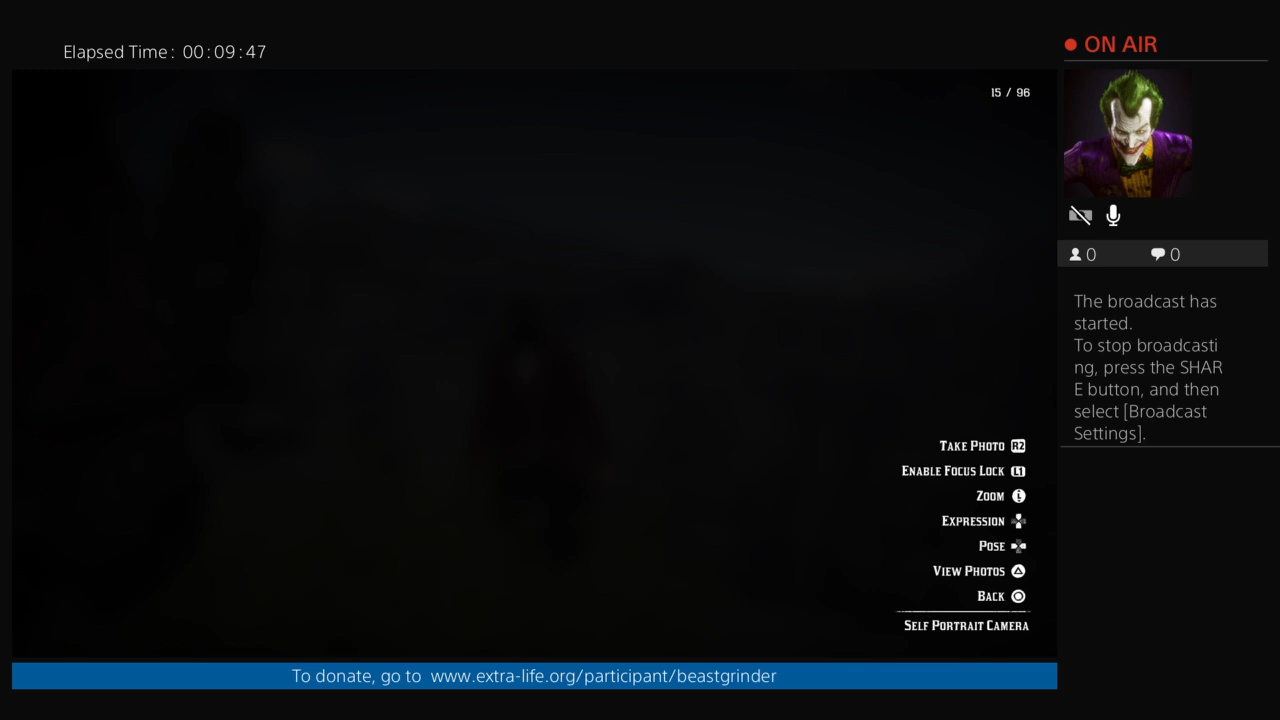 Elapsed Time: 00:09:47
ON AIR
15 / 96
0 0
The broadcast has
started.
To stop broadcasti
ng, press the SHAR
E button, and then
select [Broadcast
Settings].
Take Photo R2
Enable Focus Lock L1
Zoom L
Expression
Pose
View Photos
Back
Self Portrait Camera
To donate, go to www.extra-life.org/participant/beastgrinder